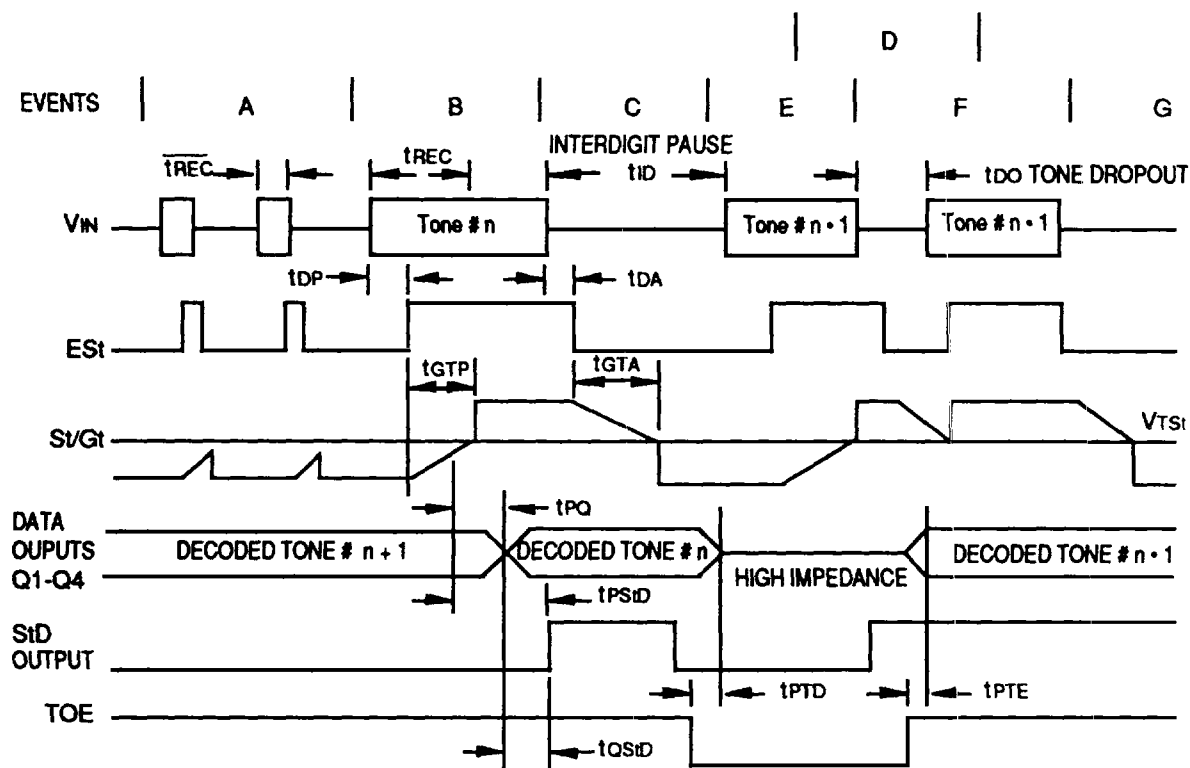 D
EVENTS A B C E F G
INTERDIGIT PAUSE
tREC tREC tID tDO TONE DROPOUT
VIN Tone # n Tone # n • 1 Tone # n • 1
tDP tDA
ESt
tGTP tGTA
St/Gt VTSt
tPQ
DATA
OUPUTS DECODED TONE # n + 1 DECODED TONE # n DECODED TONE # n • 1
Q1-Q4 HIGH IMPEDANCE
tPStD
StD
OUTPUT
tPTD tPTE
TOE
tQStD